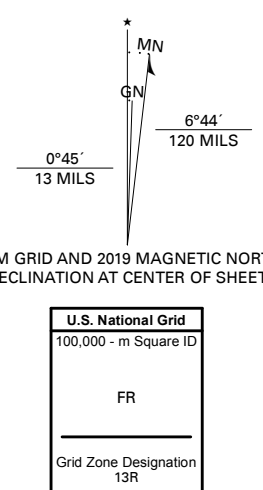 ★
MN
GN
6°44´
120 MILS
0°45´
13 MILS
M GRID AND 2019 MAGNETIC NORT
ECLINATION AT CENTER OF SHEET
U.S. National Grid
100,000 - m Square ID
FR
Grid Zone Designation
13R